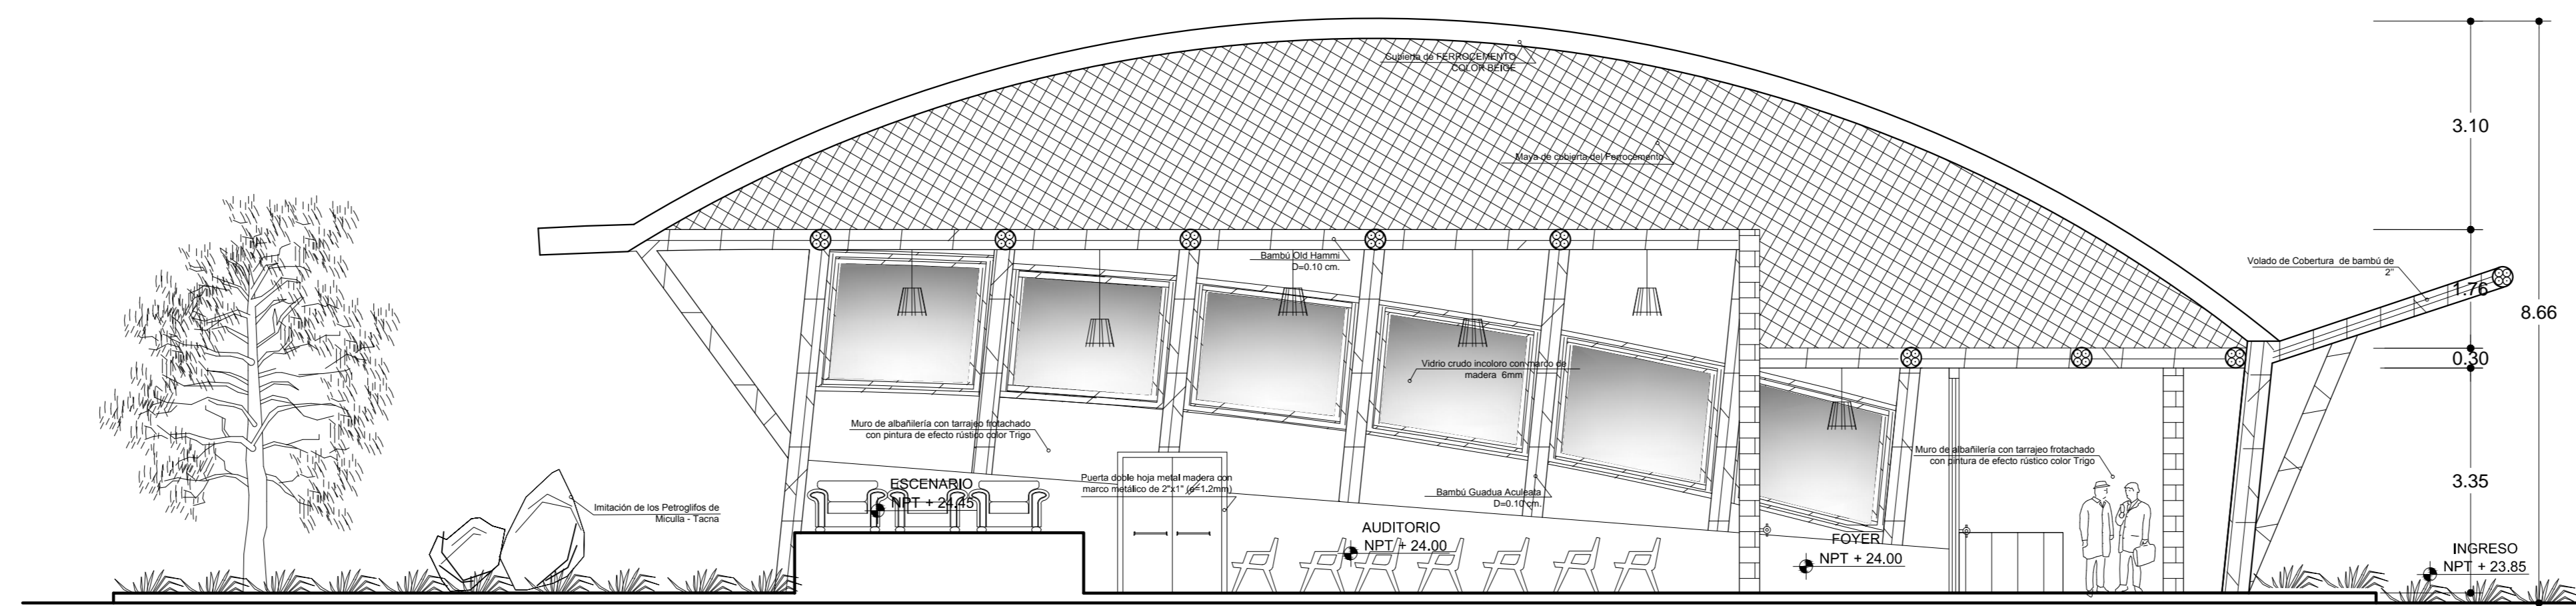 Cubierta de FERROCEMENTO
COLOR BEIGE
3.10
Maya de cubierta del Ferrocemento
Bambú Old Hammi
D=0.10 cm.
Volado de Cobertura de bambú de
2"
1.76
8.66
0.30
Vidrio crudo incoloro con marco de
madera 6mm
Muro de albañilería con tarrajeo frotachado
con pintura de efecto rústico color Trigo
Muro de albañilería con tarrajeo frotachado
con pintura de efecto rústico color Trigo
ESCENARIO
NPT + 24.45
Puerta doble hoja metal madera con
marco metálico de 2"x1" (e=1.2mm)
Bambú Guadua Aculeata
D=0.10 cm.
3.35
Imitación de los Petroglifos de
Miculla - Tacna
AUDITORIO
NPT + 24.00
FOYER
NPT + 24.00
INGRESO
NPT + 23.85